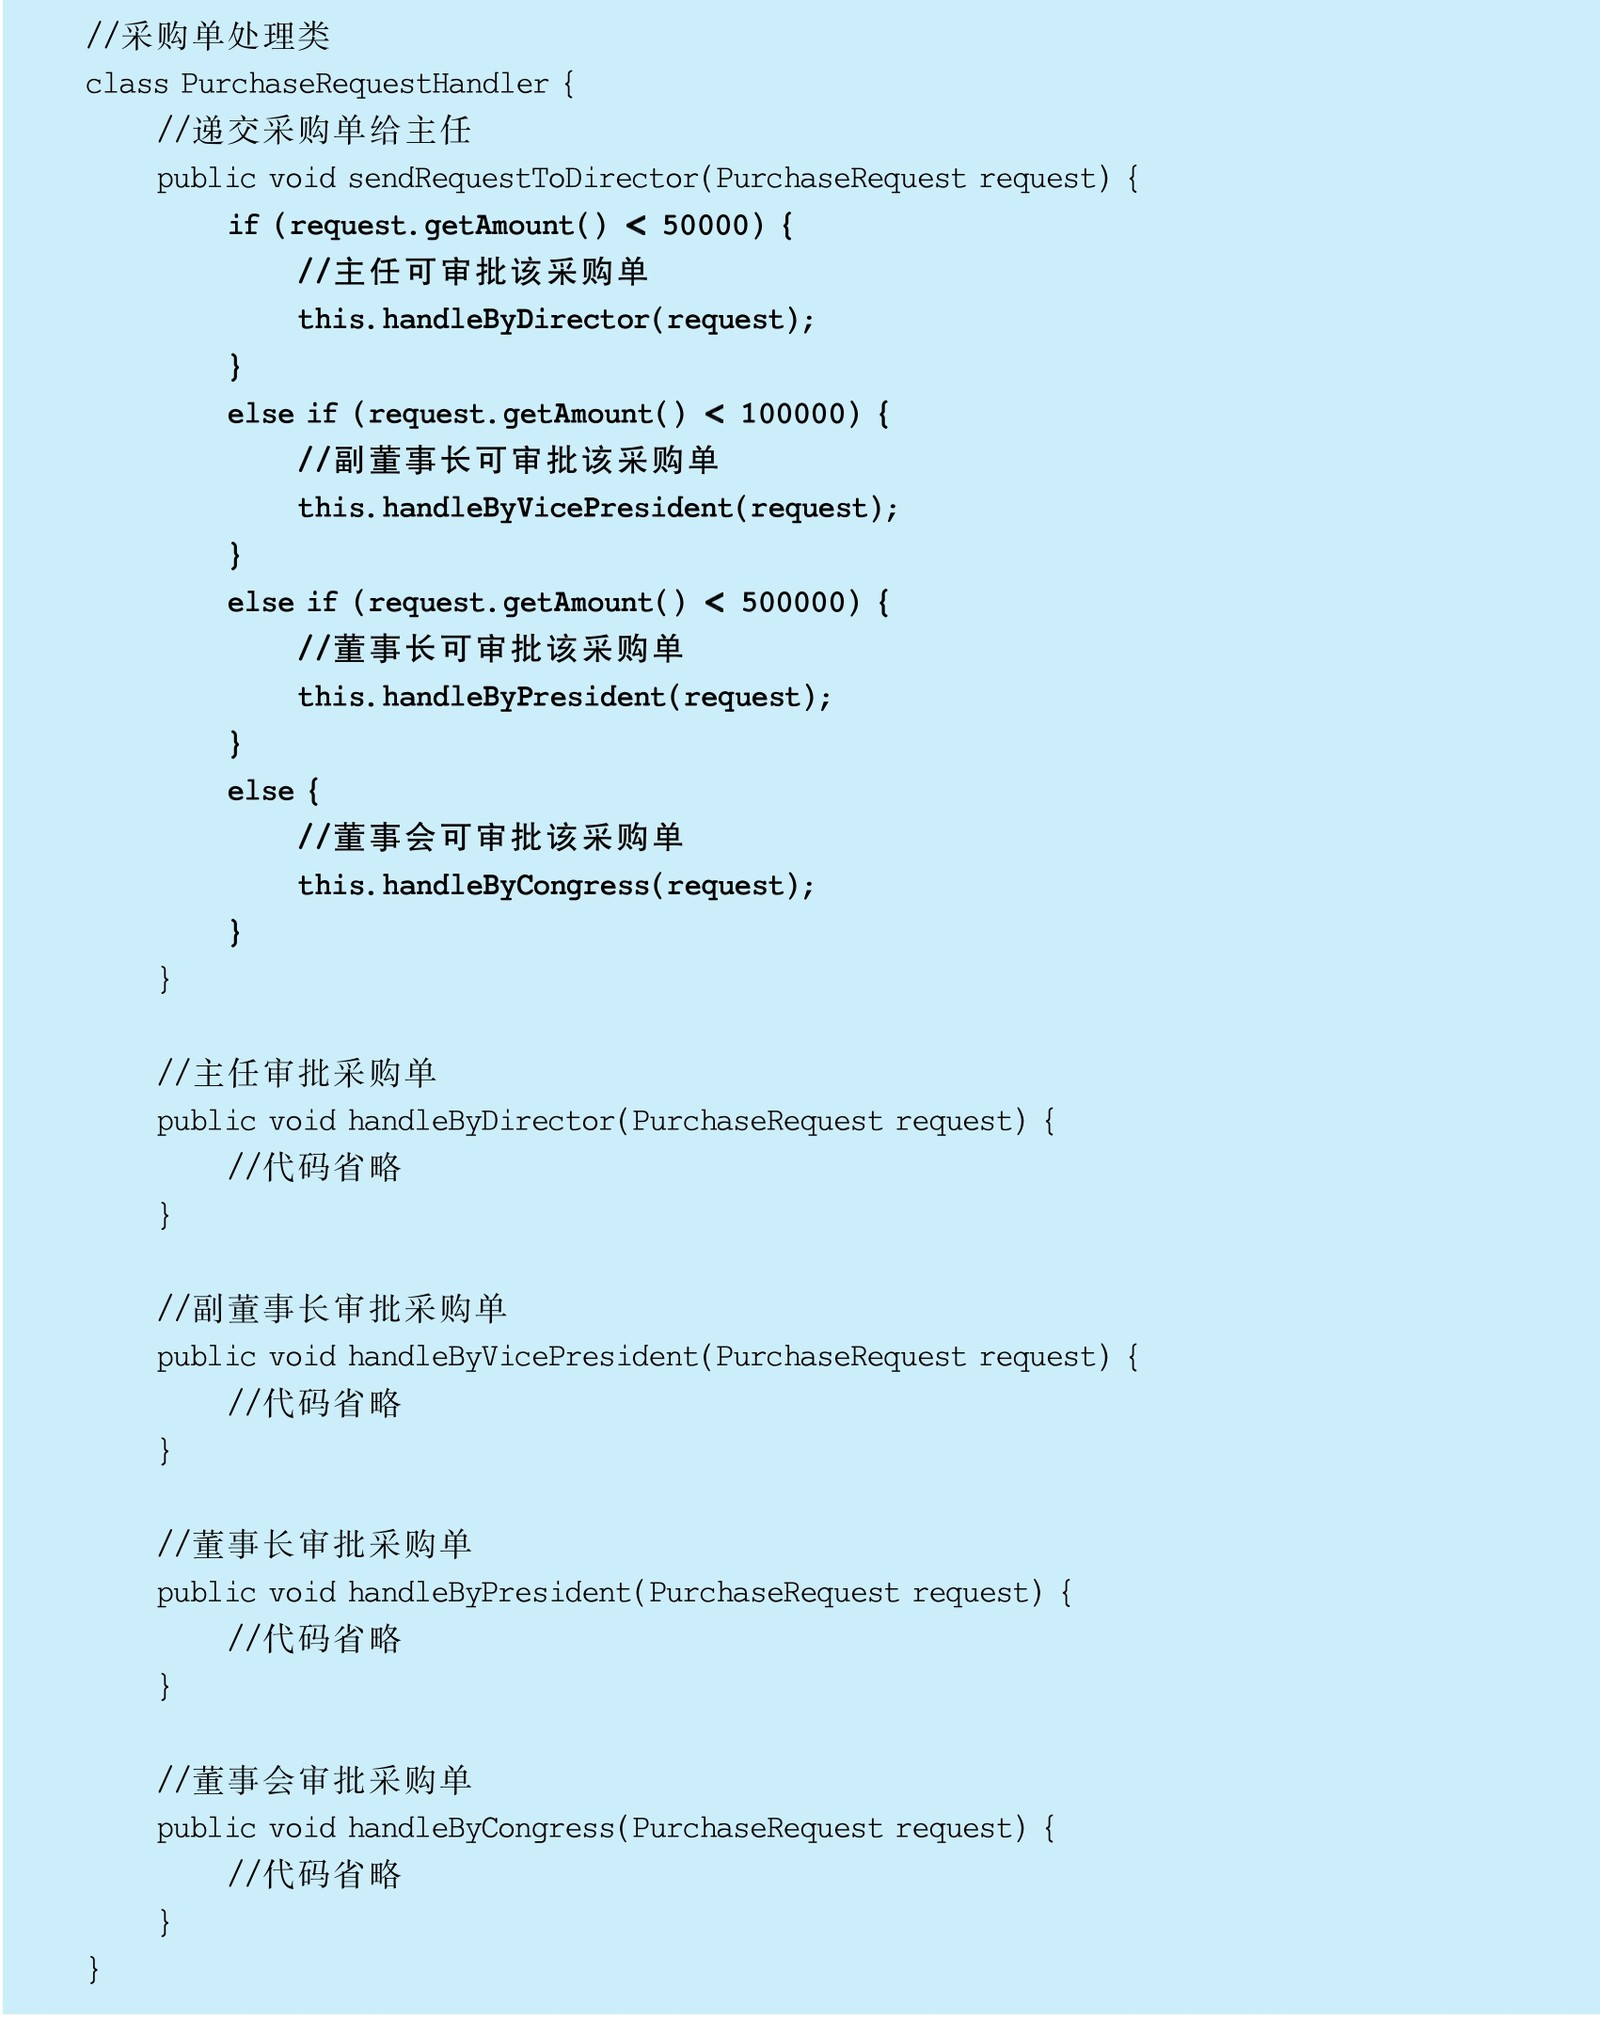 //采购单处理类
class PurchaseRequestHandler {
    //递交采购单给主任
    public void sendRequestToDirector(PurchaseRequest request) {
        if (request.getAmount() < 50000) {
            //主任可审批该采购单
            this.handleByDirector(request);
        }
        else if (request.getAmount() < 100000) {
            //副董事长可审批该采购单
            this.handleByVicePresident(request);
        }
        else if (request.getAmount() < 500000) {
            //董事长可审批该采购单
            this.handleByPresident(request);
        }
        else {
            //董事会可审批该采购单
            this.handleByCongress(request);
        }
    }

    //主任审批采购单
    public void handleByDirector(PurchaseRequest request) {
        //代码省略
    }

    //副董事长审批采购单
    public void handleByVicePresident(PurchaseRequest request) {
        //代码省略
    }

    //董事长审批采购单
    public void handleByPresident(PurchaseRequest request) {
        //代码省略
    }

    //董事会审批采购单
    public void handleByCongress(PurchaseRequest request) {
        //代码省略
    }
}